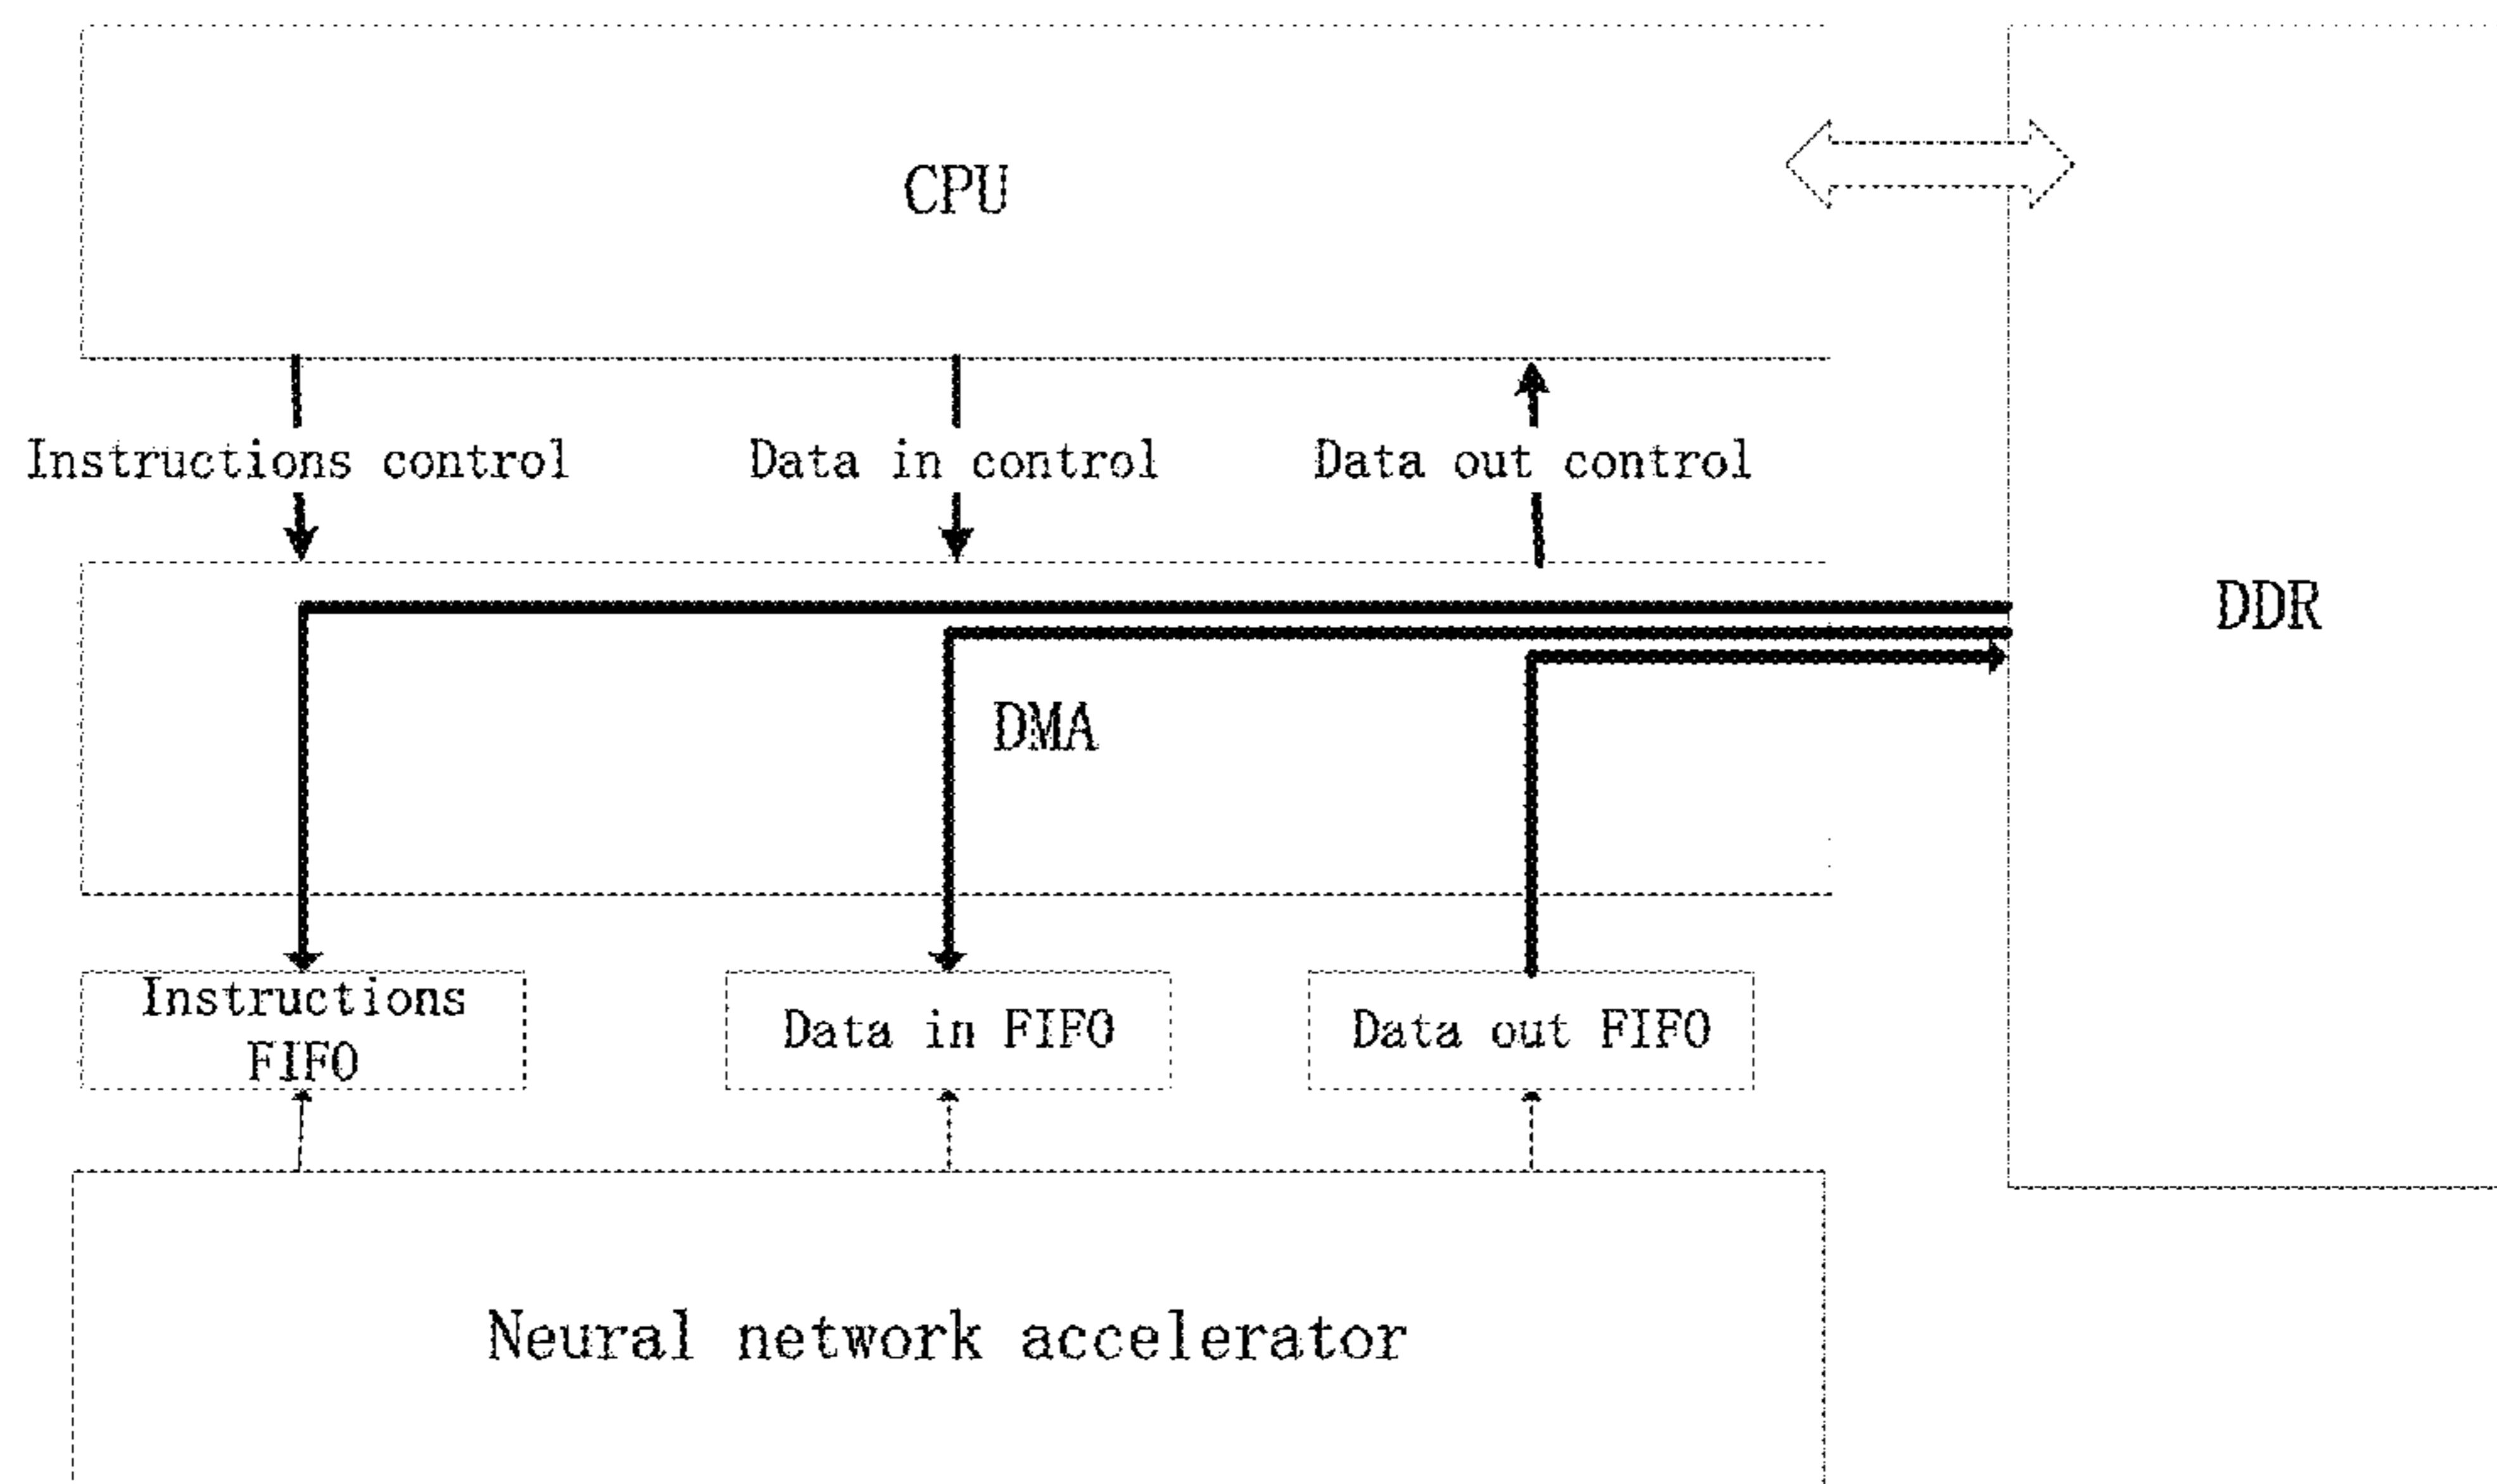 CPU
Instructions control
Data in control
Data out control
DDR
DMA
Instructions
FIFO
Data in FIFO
Data out FIFO
Neural network accelerator